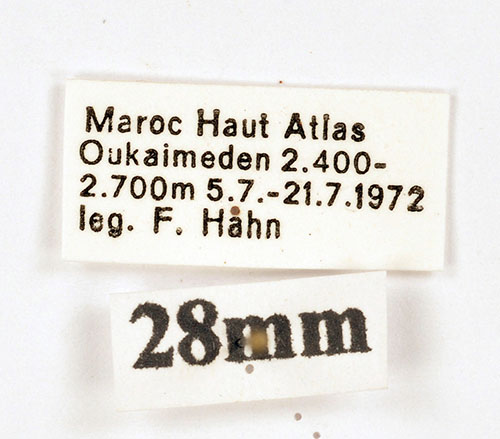 Maroc Haut Atlas
Oukaimeden 2.400-
2.700m 5.7.-21.7.1972
leg. F. Hahn
28mm